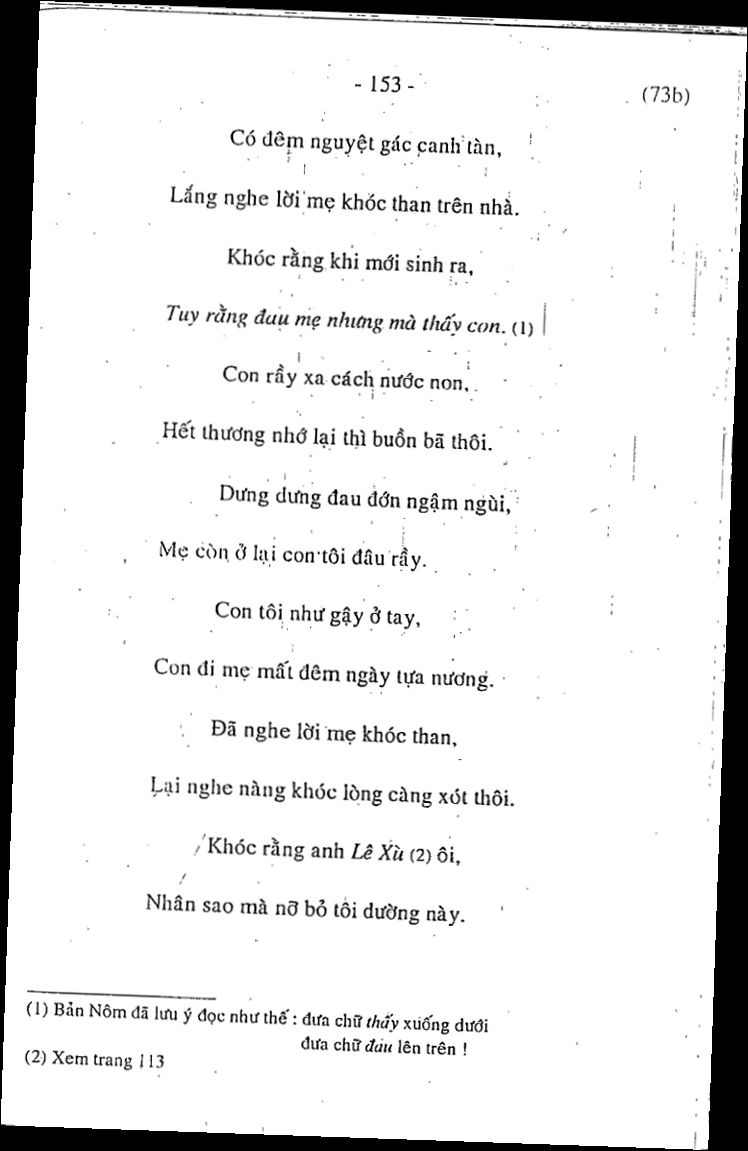 - 153 -
(73b)
Có đêm nguyệt gác canh tàn,
Lắng nghe lời mẹ khóc than trên nhà.
Khóc rằng khi mới sinh ra,
Tuy rằng đau mẹ nhưng mà thấy con. (1)
Con rầy xa cách nước non,
Hết thương nhớ lại thì buồn bã thôi.
Dưng dưng đau đớn ngậm ngùi,
Mẹ còn ở lại con tôi đâu rầy.
Con tôi như gậy ở tay,
Con đi mẹ mất đêm ngày tựa nương.
Đã nghe lời mẹ khóc than,
Lại nghe nàng khóc lòng càng xót thôi.
Khóc rằng anh Lê Xù (2) ôi,
Nhân sao mà nỡ bỏ tôi dường này.
(1) Bản Nôm đã lưu ý đọc như thế : đưa chữ thấy xuống dưới
đưa chữ đau lên trên !
(2) Xem trang 113